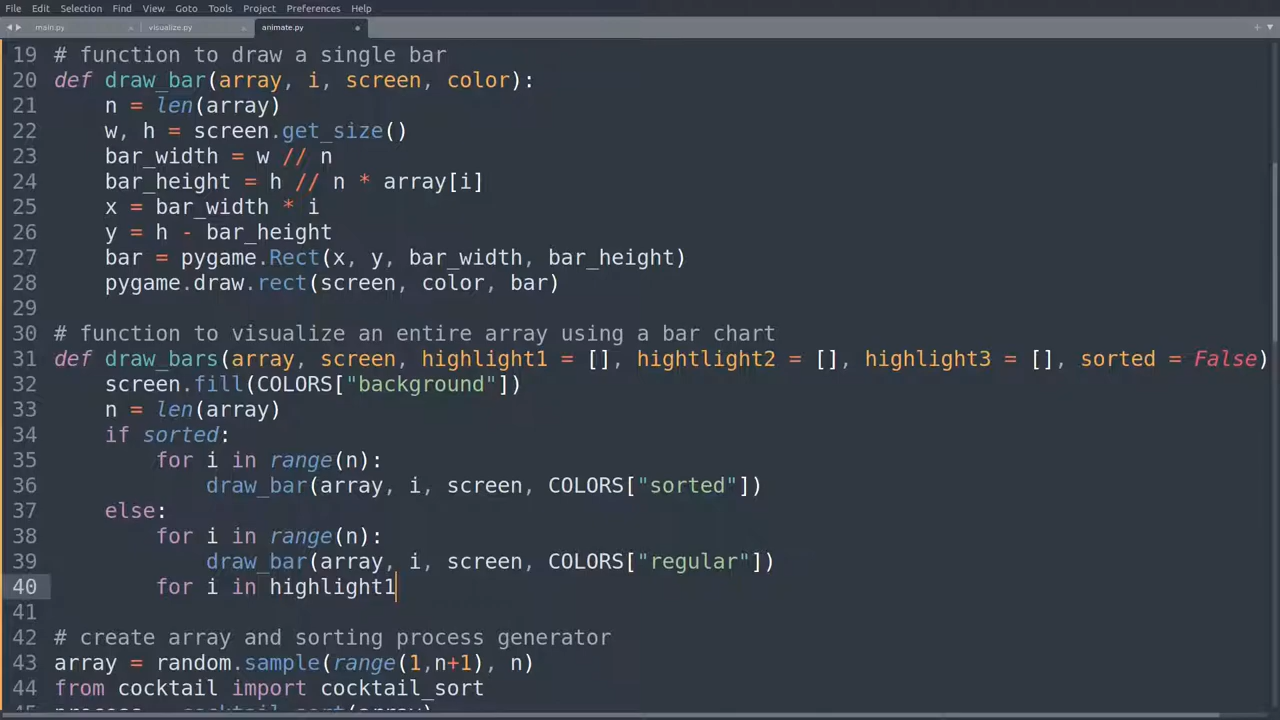 File Edit Selection Find View Goto Tools Project Preferences Help
main.py visualize.py animate.py
19 # function to draw a single bar
20 def draw_bar(array, i, screen, color):
21 n = len(array)
22 w, h = screen.get_size()
23 bar_width = w // n
24 bar_height = h // n * array[i]
25 x = bar_width * i
26 y = h - bar_height
27 bar = pygame.Rect(x, y, bar_width, bar_height)
28 pygame.draw.rect(screen, color, bar)
29
30 # function to visualize an entire array using a bar chart
31 def draw_bars(array, screen, highlight1 = [], hightlight2 = [], highlight3 = [], sorted = False)
32 screen.fill(COLORS["background"])
33 n = len(array)
34 if sorted:
35 for i in range(n):
36 draw_bar(array, i, screen, COLORS["sorted"])
37 else:
38 for i in range(n):
39 draw_bar(array, i, screen, COLORS["regular"])
40 for i in highlight1
41
42 # create array and sorting process generator
43 array = random.sample(range(1,n+1), n)
44 from cocktail import cocktail_sort
45 process = cocktail_sort(array)